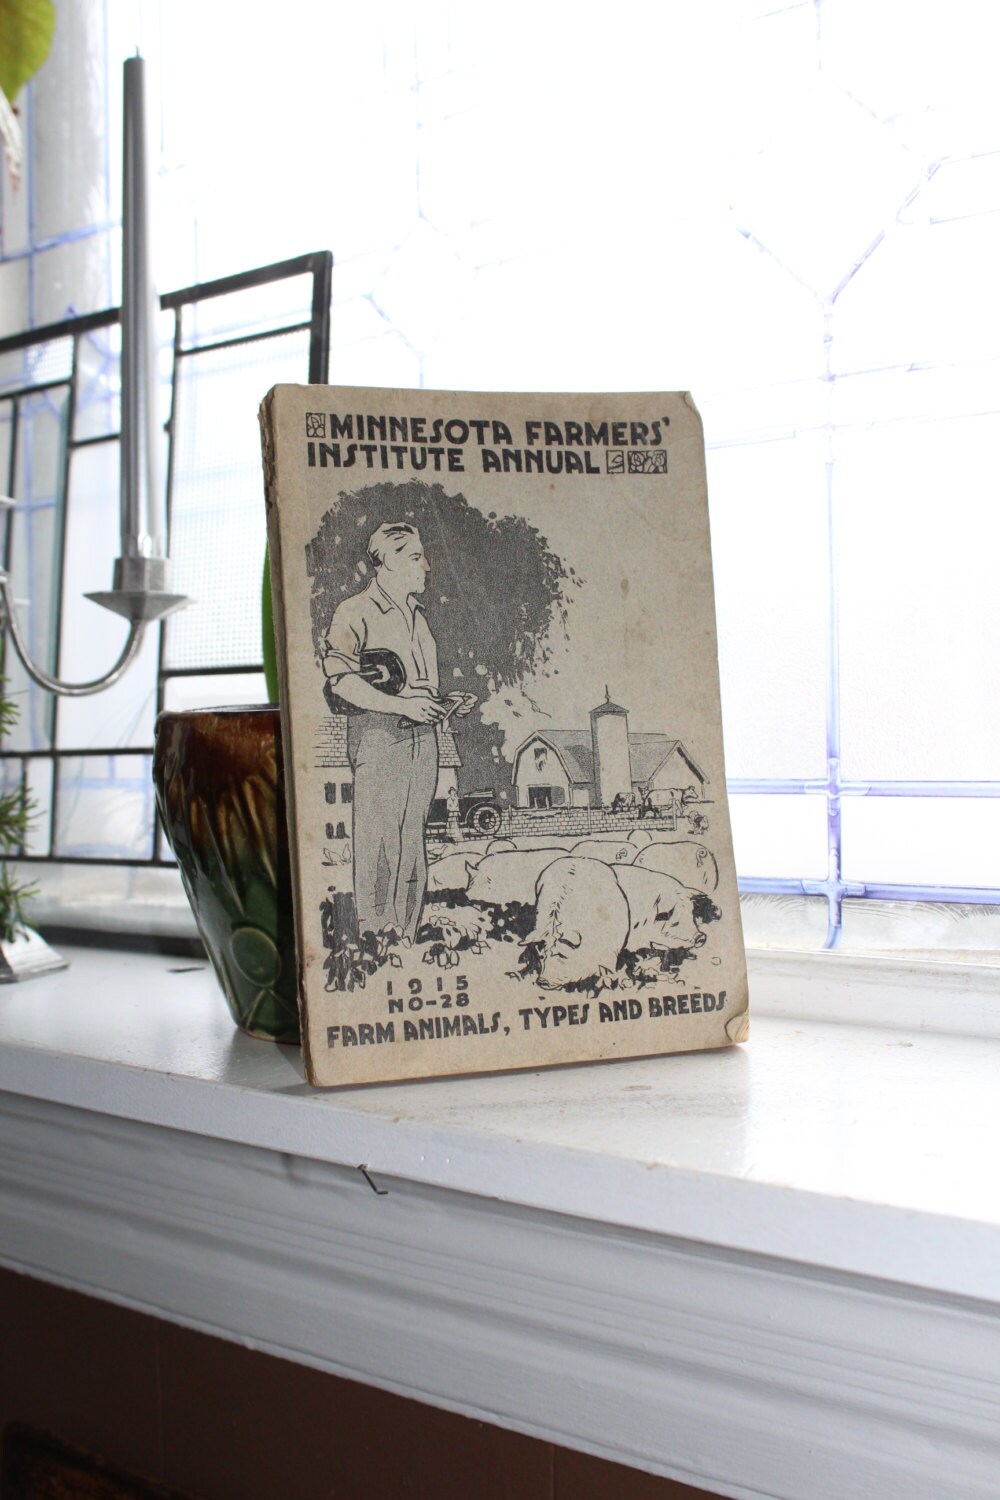 MINNESOTA FARMERS'
INSTITUTE ANNUAL
1915
NO-28
FARM ANIMALS, TYPES AND BREEDS